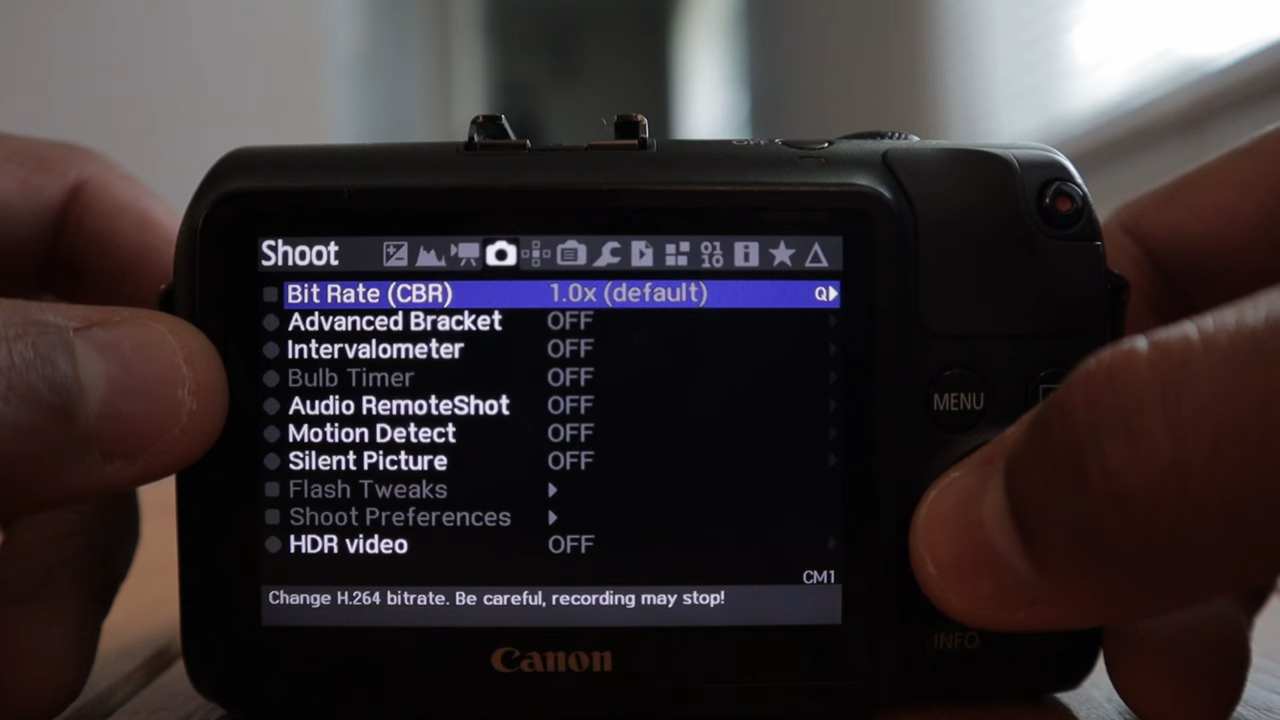 Shoot
Bit Rate (CBR) 1.0x (default) Q
Advanced Bracket OFF
Intervalometer OFF
Bulb Timer OFF
Audio RemoteShot OFF
Motion Detect OFF
Silent Picture OFF
Flash Tweaks
Shoot Preferences
HDR video OFF
CM1
Change H.264 bitrate. Be careful, recording may stop!
MENU
INFO
Canon